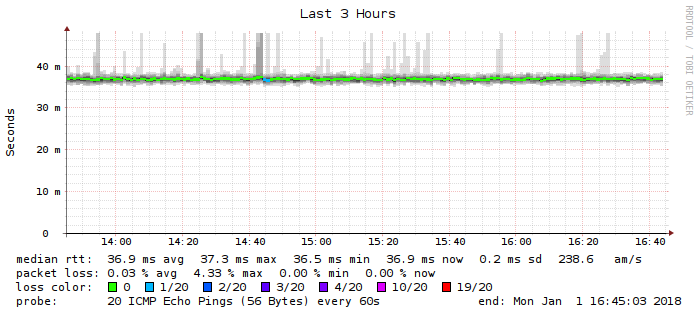 Last 3 Hours
RRDTOOL / TOBI OETIKER
Seconds
40 m
30 m
20 m
10 m
0
14:00 14:20 14:40 15:00 15:20 15:40 16:00 16:20 16:40
median rtt: 36.9 ms avg 37.3 ms max 36.5 ms min 36.9 ms now 0.2 ms sd 238.6 am/s
packet loss: 0.03 % avg 4.33 % max 0.00 % min 0.00 % now
loss color: 0 1/20 2/20 3/20 4/20 10/20 19/20
probe: 20 ICMP Echo Pings (56 Bytes) every 60s end: Mon Jan 1 16:45:03 2018